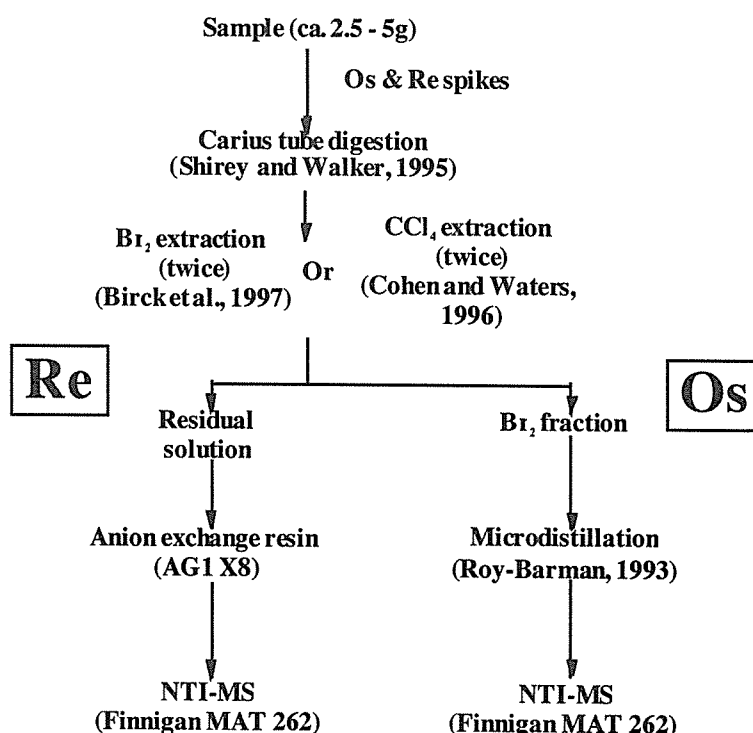 Sample (ca. 2.5 - 5g)
Os & Re spikes
Carius tube digestion
(Shirey and Walker, 1995)
Br₂ extraction
(twice)
(Birck et al., 1997)
Or
CCl₄ extraction
(twice)
(Cohen and Waters,
1996)
Re
Os
Residual
solution
Br₂ fraction
Anion exchange resin
(AG1 X8)
Microdistillation
(Roy-Barman, 1993)
NTI-MS
(Finnigan MAT 262)
NTI-MS
(Finnigan MAT 262)